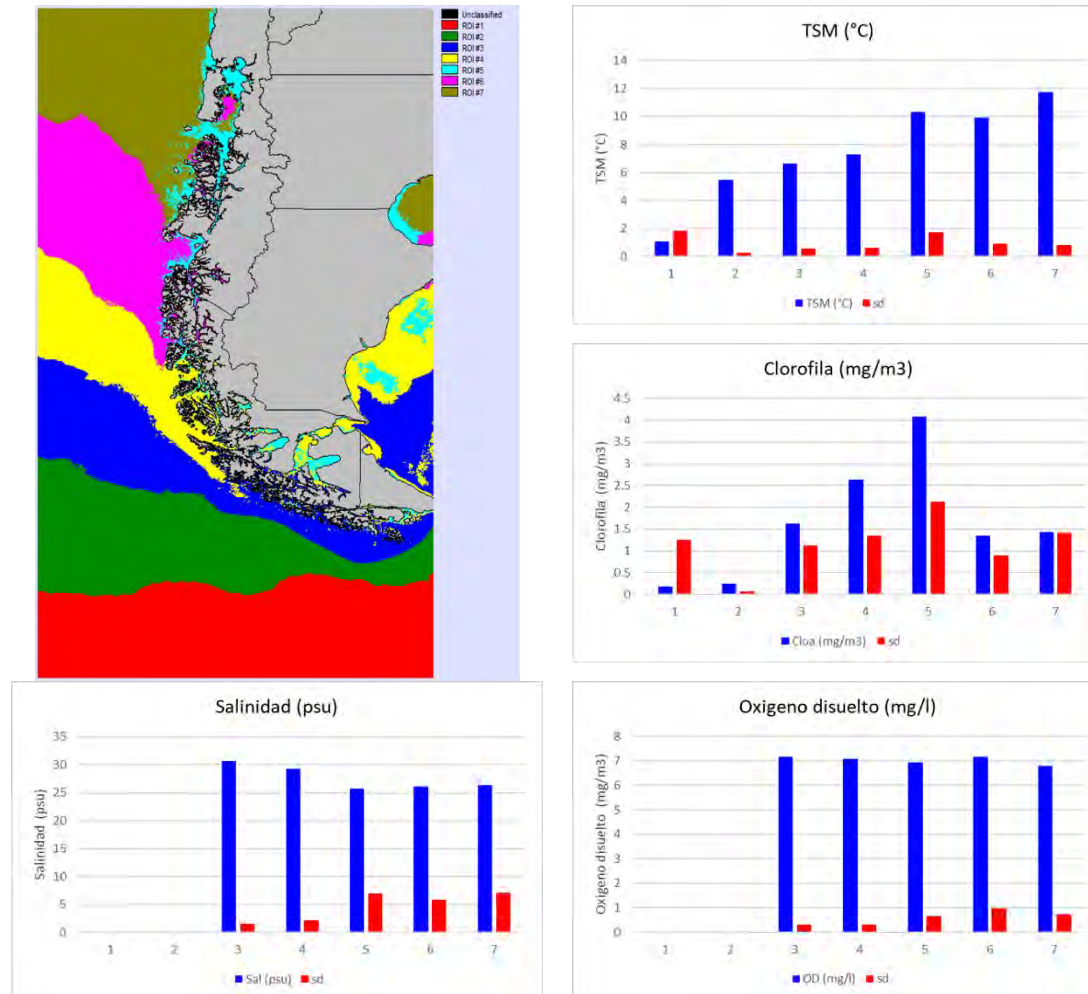 Unclassified
ROI #1
ROI #2
ROI #3
ROI #4
ROI #5
ROI #6
ROI #7
TSM (°C)
TSM (°C)
14
12
10
8
6
4
2
0
1 2 3 4 5 6 7
TSM (°C) sd
Clorofila (mg/m3)
Clorofila (mg/m3)
4.5
4
3.5
3
2.5
2
1.5
1
0.5
0
1 2 3 4 5 6 7
Cloa (mg/m3) sd
Salinidad (psu)
Salinidad (psu)
35
30
25
20
15
10
5
0
1 2 3 4 5 6 7
Sal (psu) sd
Oxigeno disuelto (mg/l)
Oxigeno disuelto (mg/m3)
8
7
6
5
4
3
2
1
0
1 2 3 4 5 6 7
OD (mg/l) sd